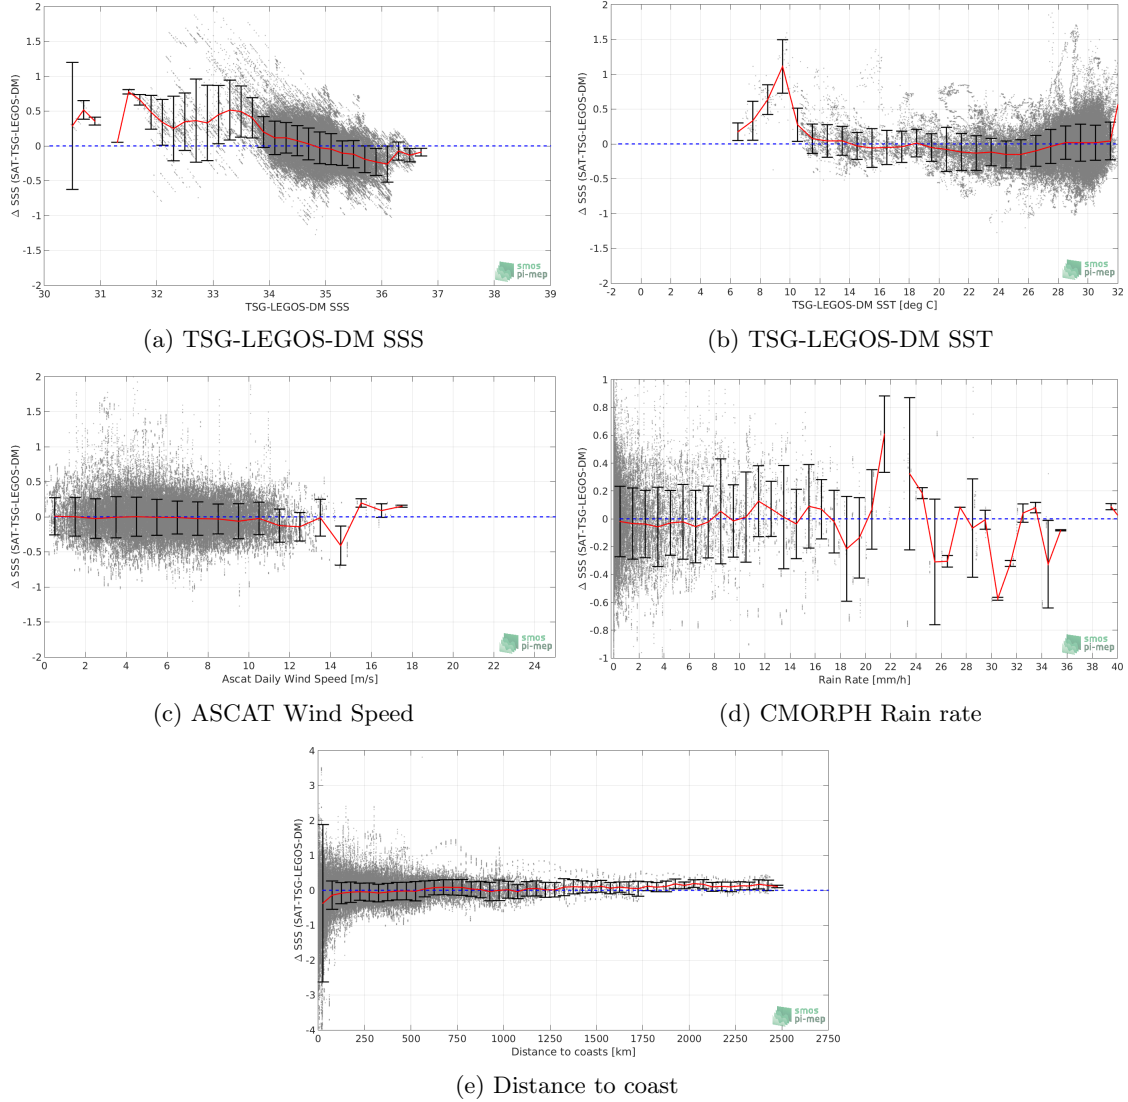 2
1.5
1
0.5
0
-0.5
-1
-1.5
-2
Δ SSS (SAT-TSG-LEGOS-DM)
30 31 32 33 34 35 36 37 38 39
TSG-LEGOS-DM SSS
smos
pi-mep
(a) TSG-LEGOS-DM SSS
2
1.5
1
0.5
0
-0.5
-1
-1.5
-2
Δ SSS (SAT-TSG-LEGOS-DM)
-2 0 2 4 6 8 10 12 14 16 18 20 22 24 26 28 30 32
TSG-LEGOS-DM SST [deg C]
smos
pi-mep
(b) TSG-LEGOS-DM SST
2
1.5
1
0.5
0
-0.5
-1
-1.5
-2
Δ SSS (SAT-TSG-LEGOS-DM)
0 2 4 6 8 10 12 14 16 18 20 22 24
Ascat Daily Wind Speed [m/s]
smos
pi-mep
(c) ASCAT Wind Speed
1
0.8
0.6
0.4
0.2
0
-0.2
-0.4
-0.6
-0.8
-1
Δ SSS (SAT-TSG-LEGOS-DM)
0 2 4 6 8 10 12 14 16 18 20 22 24 26 28 30 32 34 36 38 40
Rain Rate [mm/h]
smos
pi-mep
(d) CMORPH Rain rate
4
3
2
1
0
-1
-2
-3
-4
Δ SSS (SAT-TSG-LEGOS-DM)
0 250 500 750 1000 1250 1500 1750 2000 2250 2500 2750
Distance to coasts [km]
smos
pi-mep
(e) Distance to coast